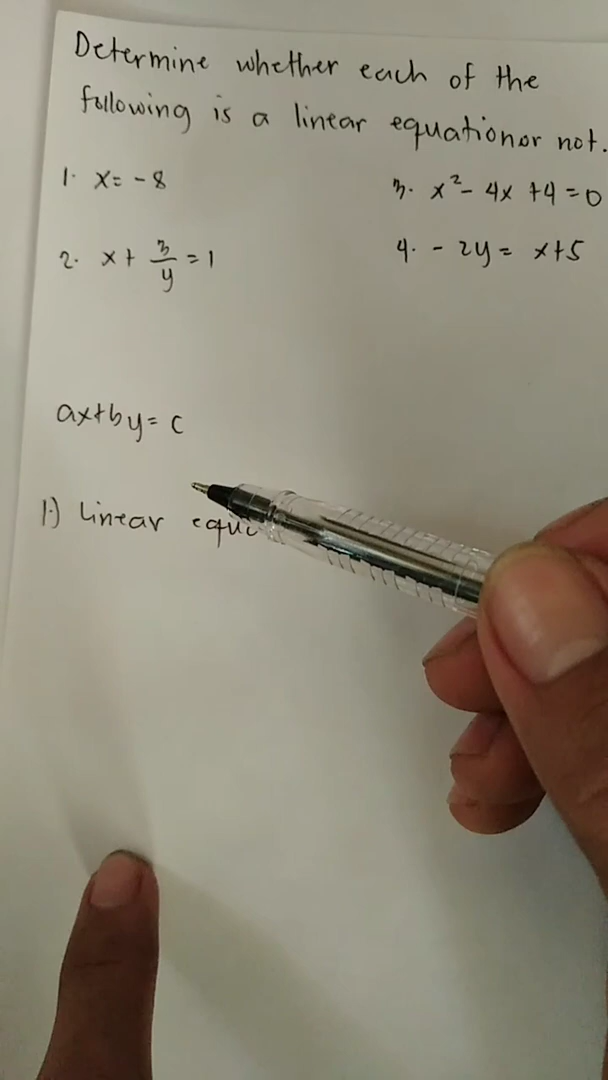 Determine whether each of the
following is a linear equation or not.
1. x = -8
2. x + 3/y = 1
3. x² - 4x + 4 = 0
4. -2y = x+5
ax+by = c
1.) Linear